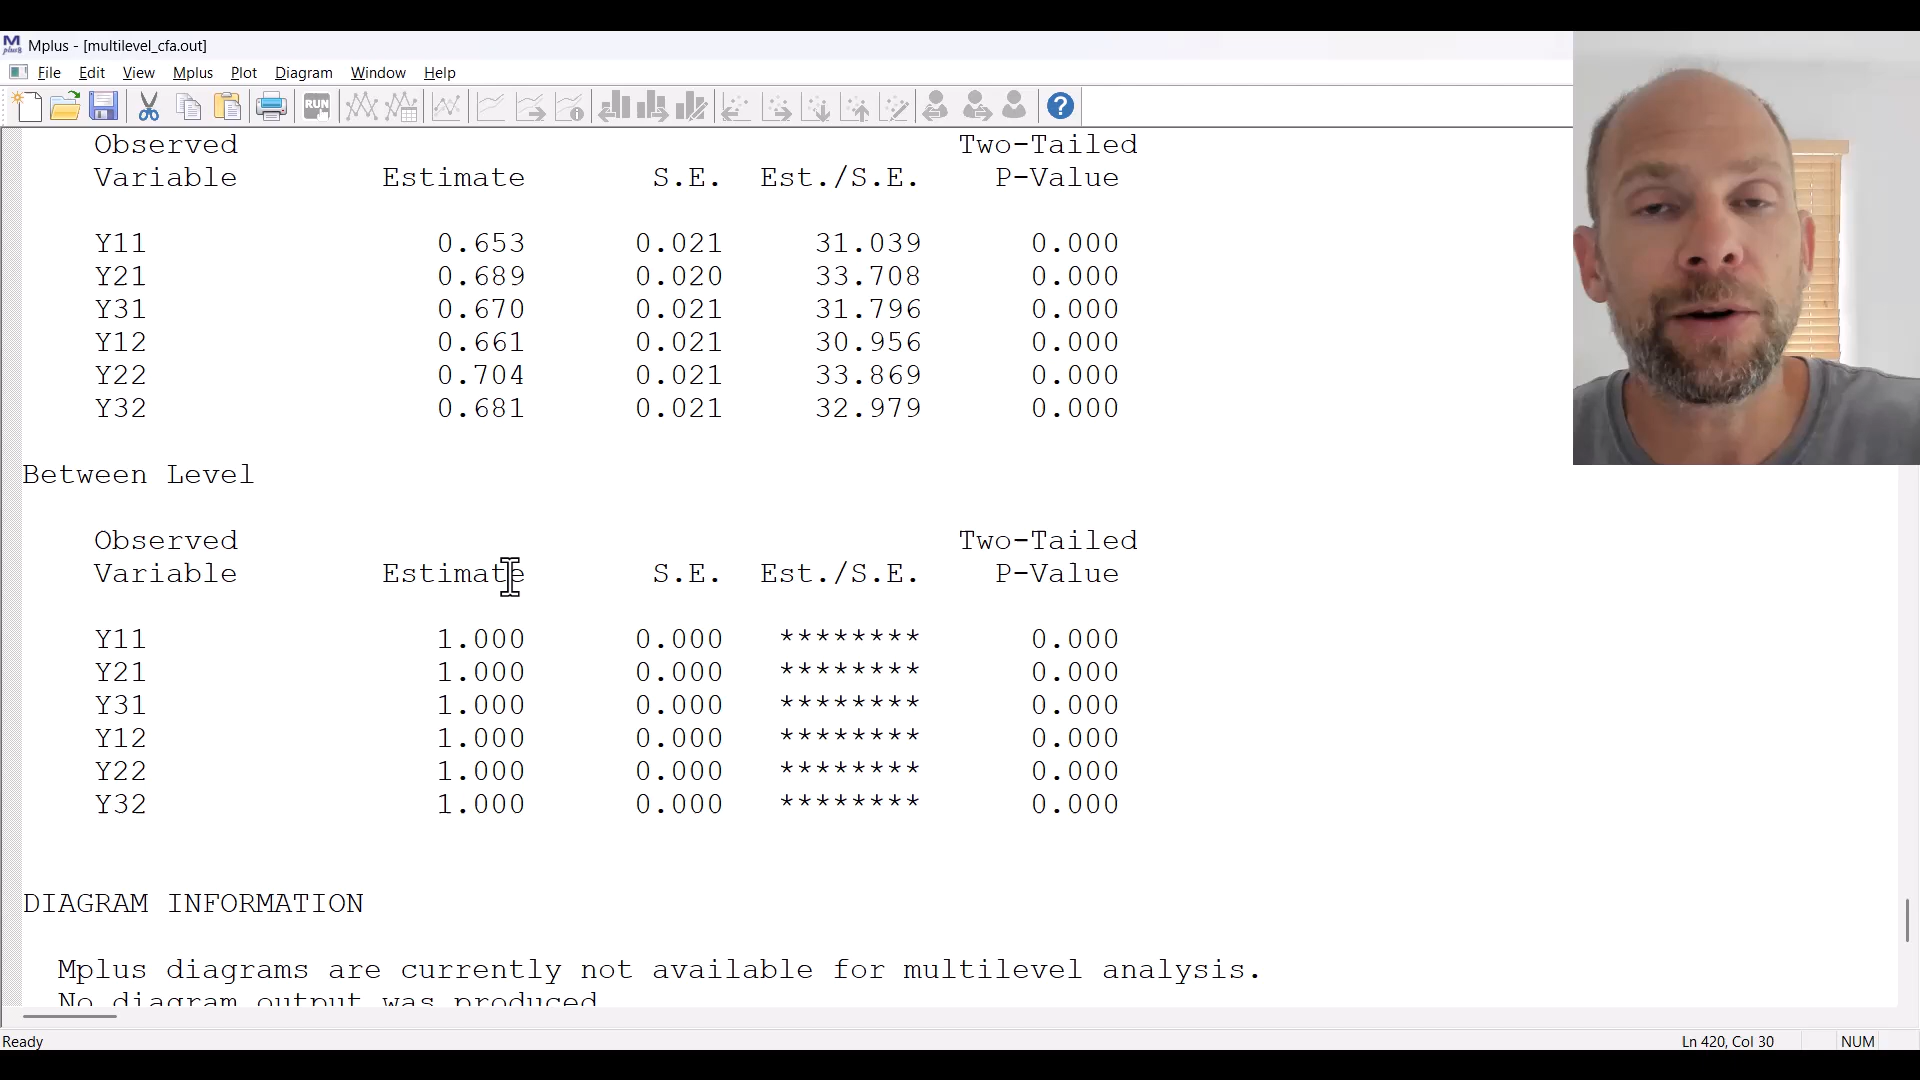 Mplus - [multilevel_cfa.out]
File Edit View Mplus Plot Diagram Window Help
RUN
Observed Two-Tailed
Variable Estimate S.E. Est./S.E. P-Value
Y11 0.653 0.021 31.039 0.000
Y21 0.689 0.020 33.708 0.000
Y31 0.670 0.021 31.796 0.000
Y12 0.661 0.021 30.956 0.000
Y22 0.704 0.021 33.869 0.000
Y32 0.681 0.021 32.979 0.000
Between Level
Observed Two-Tailed
Variable Estimate S.E. Est./S.E. P-Value
Y11 1.000 0.000 ******** 0.000
Y21 1.000 0.000 ******** 0.000
Y31 1.000 0.000 ******** 0.000
Y12 1.000 0.000 ******** 0.000
Y22 1.000 0.000 ******** 0.000
Y32 1.000 0.000 ******** 0.000
DIAGRAM INFORMATION
Mplus diagrams are currently not available for multilevel analysis.
No diagram output was produced
Ready Ln 420, Col 30 NUM